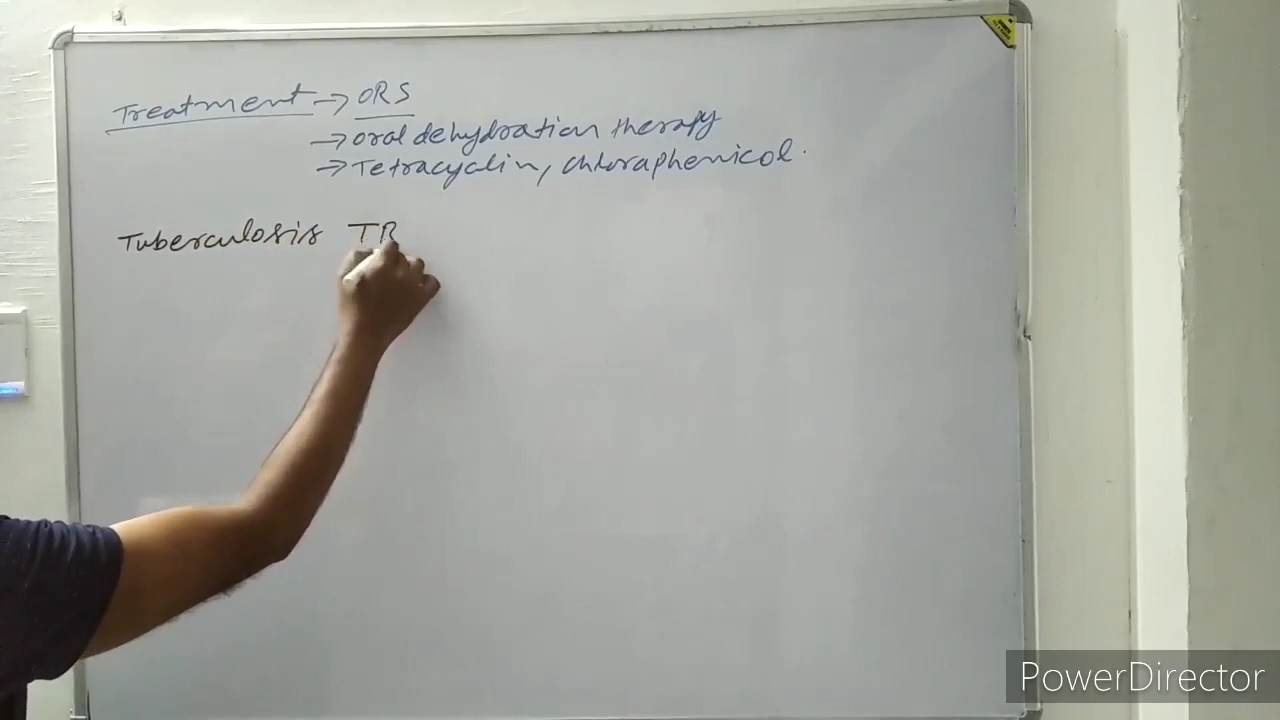 Treatment → ORS
→ oral dehydration therapy
→ Tetracyclin, chloraphenicol.
Tuberculosis TB
PowerDirector